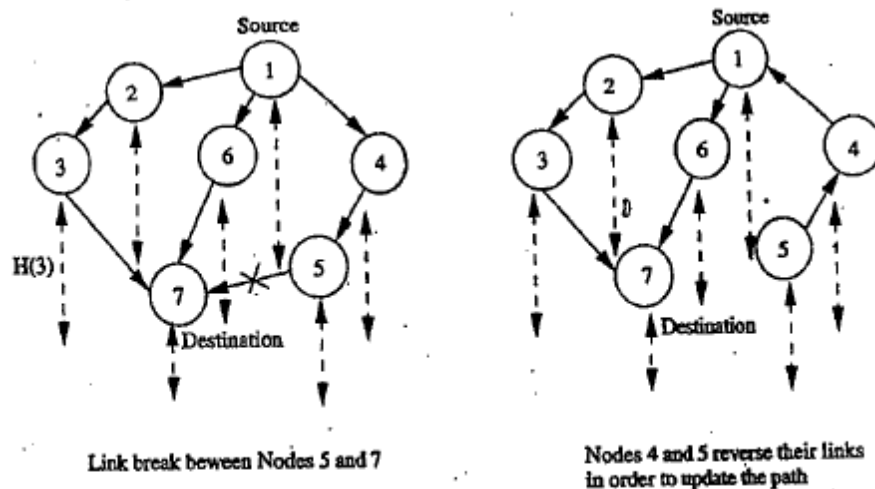 Source
1
2
6
3
4
H(3)
5
7
Destination
Link break beween Nodes 5 and 7
Source
1
2
6
3
4
5
7
Destination
Nodes 4 and 5 reverse their links
in order to update the path